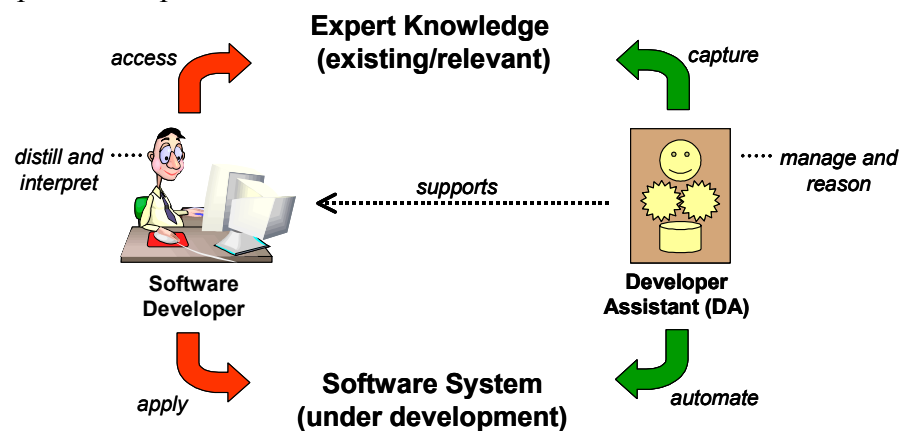 Expert Knowledge
(existing/relevant)
access
capture
distill and
interpret
supports
manage and
reason
Software
Developer
Developer
Assistant (DA)
Software System
(under development)
apply
automate